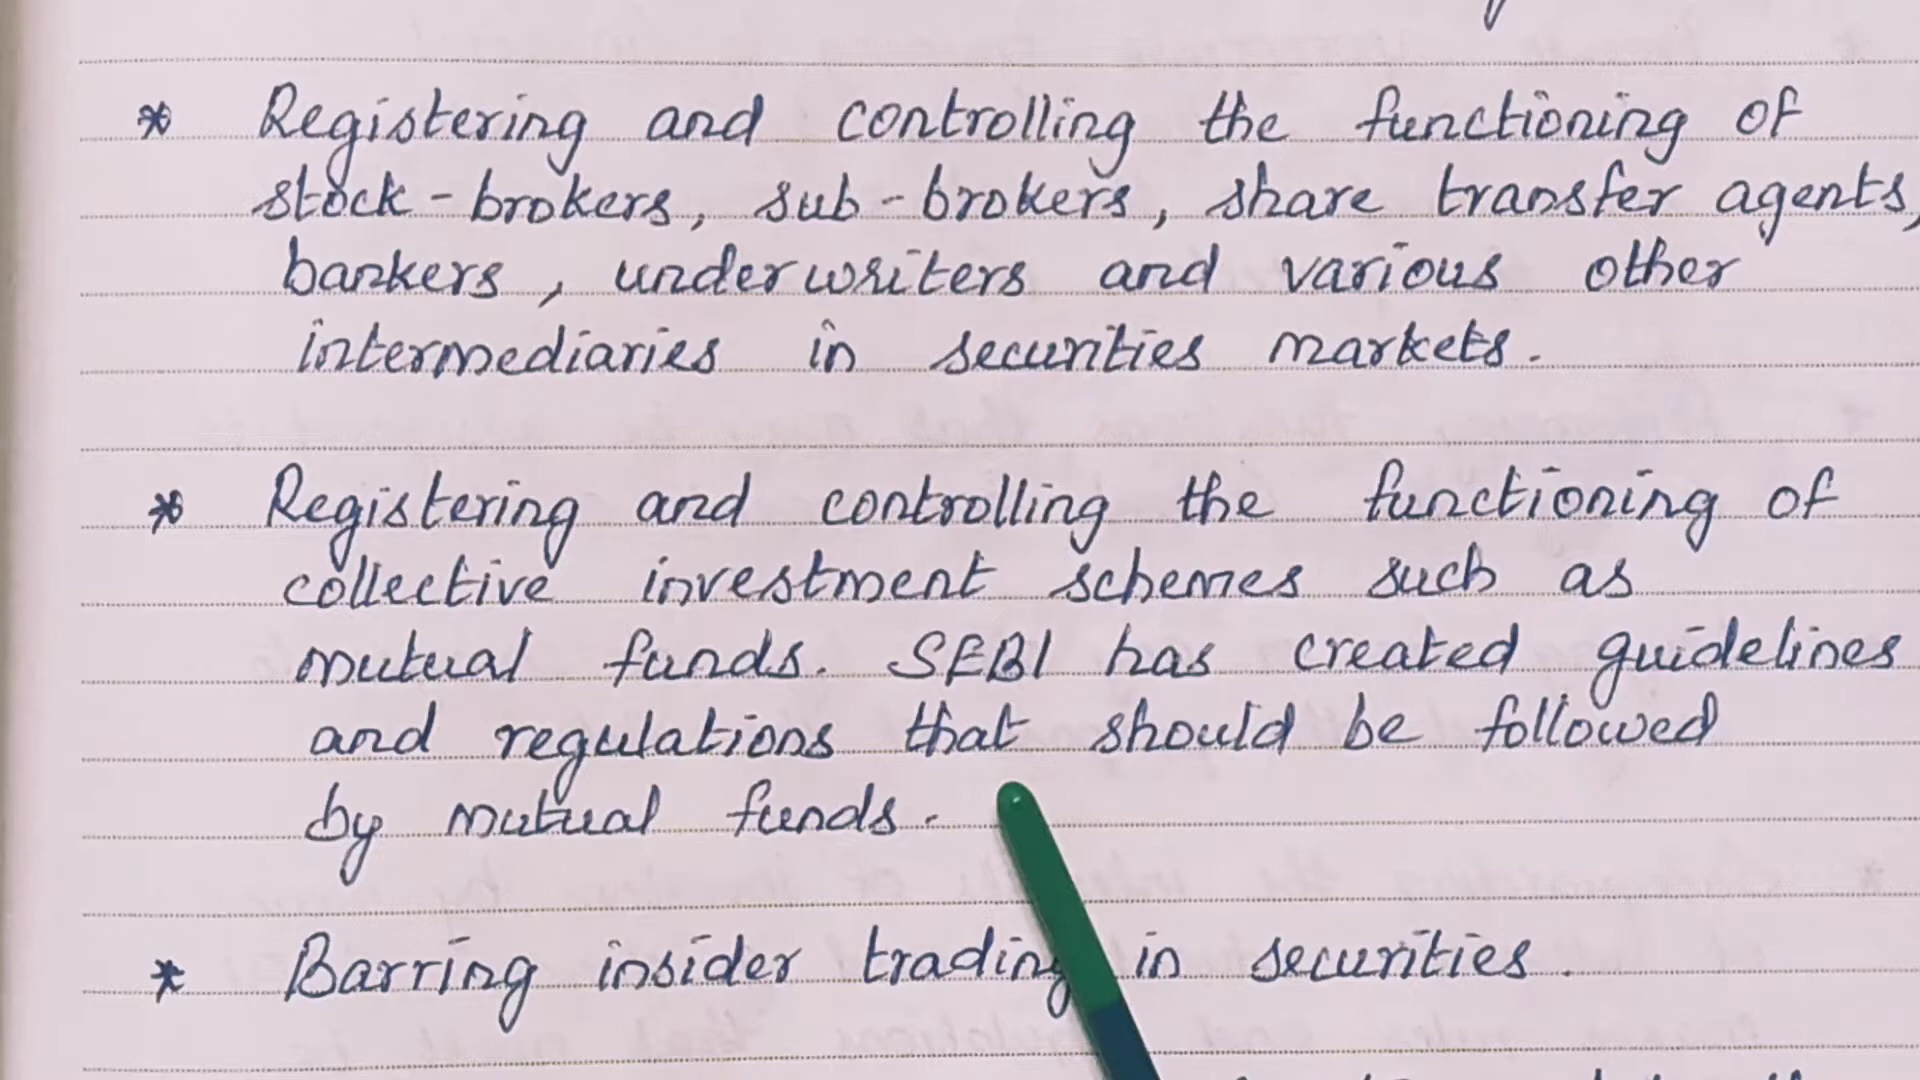 * Registering and controlling the functioning of
stock-brokers, sub-brokers, share transfer agents,
bankers, underwriters and various other
intermediaries in securities markets.
* Registering and controlling the functioning of
collective investment schemes such as
mutual funds. SEBI has created guidelines
and regulations that should be followed
by mutual funds.
* Barring insider trading in securities.